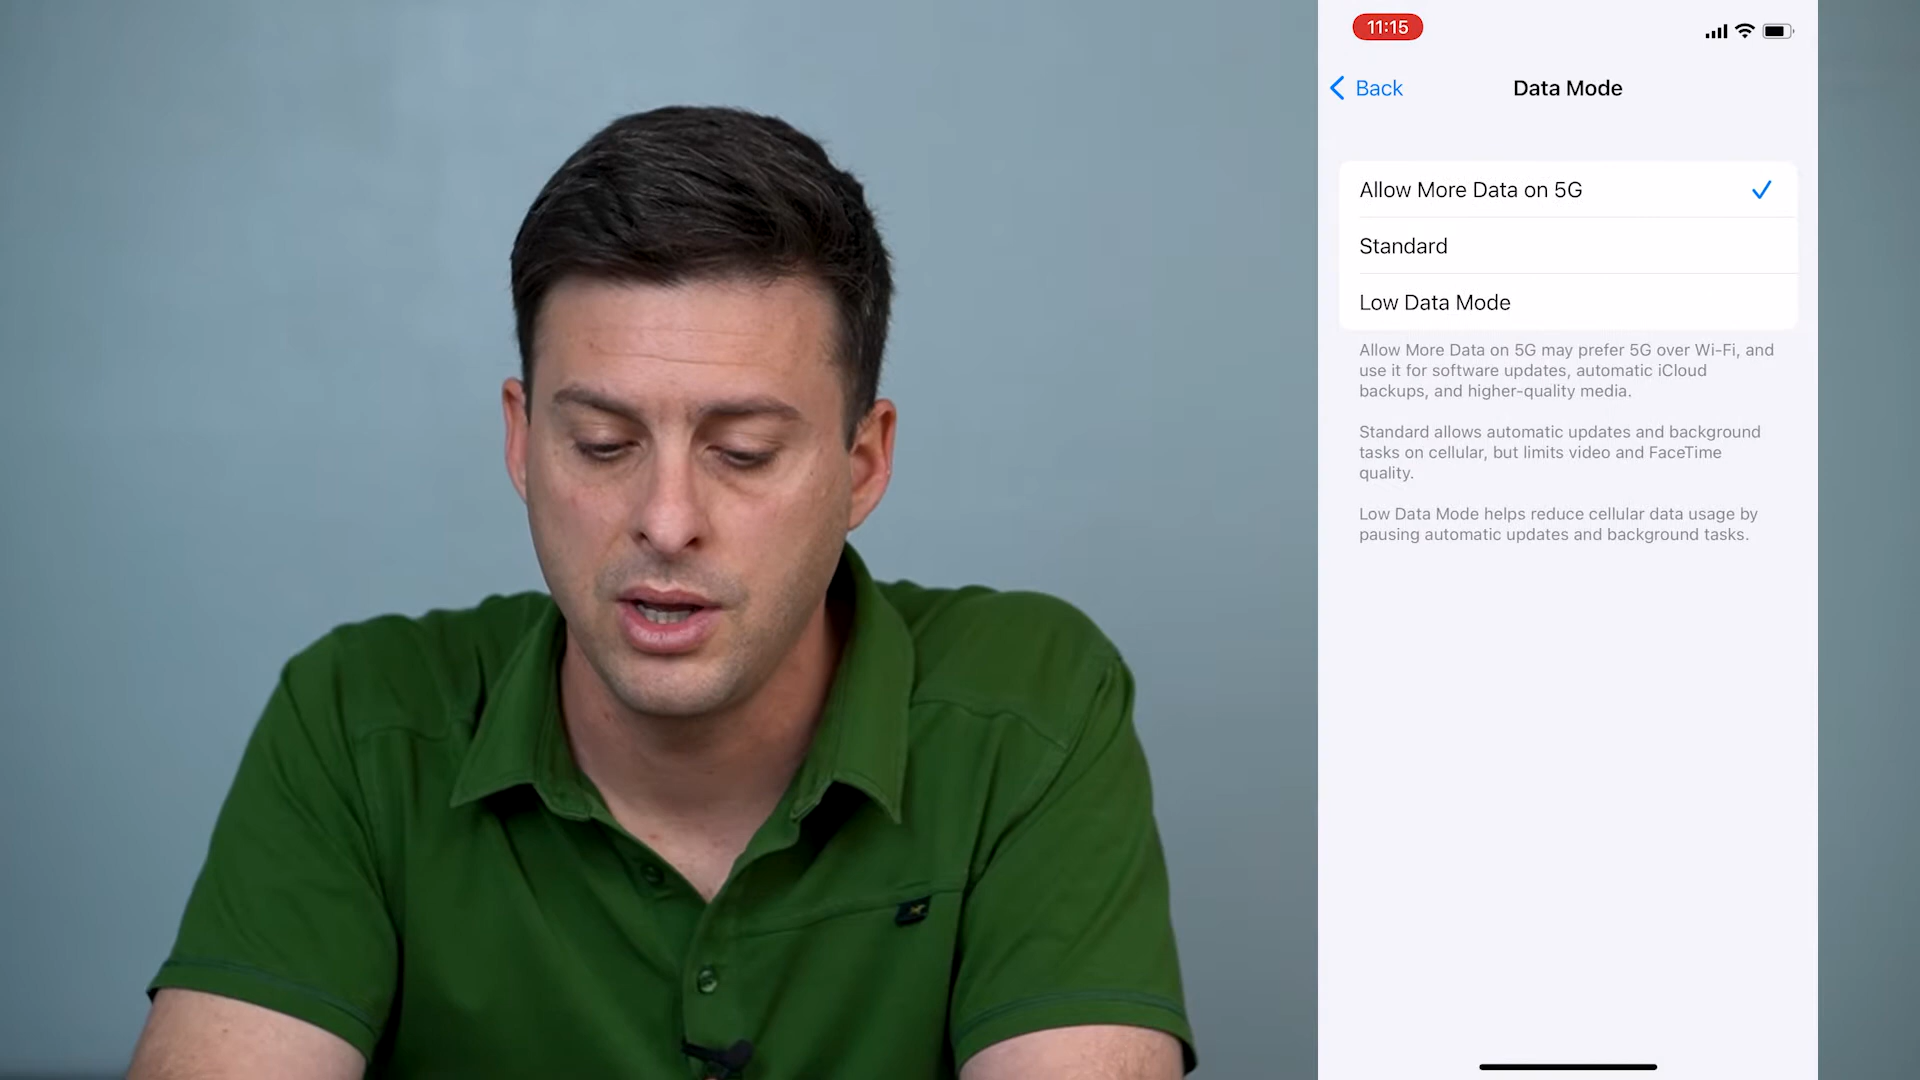 11:15
Back
Data Mode
Allow More Data on 5G
Standard
Low Data Mode
Allow More Data on 5G may prefer 5G over Wi-Fi, and
use it for software updates, automatic iCloud
backups, and higher-quality media.
Standard allows automatic updates and background
tasks on cellular, but limits video and FaceTime
quality.
Low Data Mode helps reduce cellular data usage by
pausing automatic updates and background tasks.